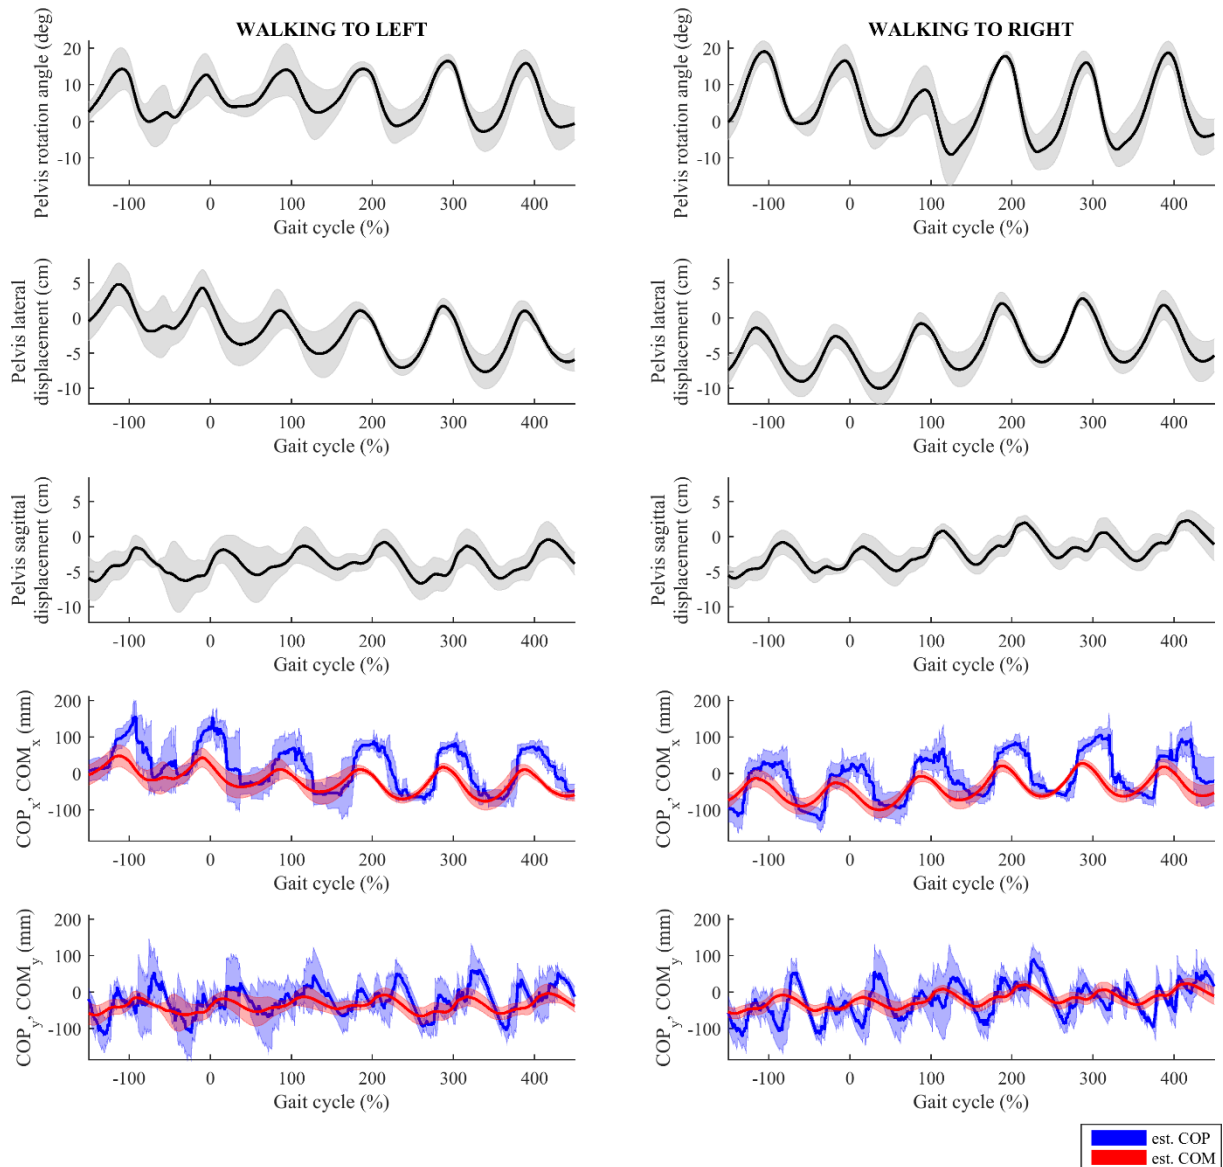 WALKING TO LEFT
Pelvis rotation angle (deg)
20
10
0
-10
-100 0 100 200 300 400
Gait cycle (%)
WALKING TO RIGHT
Pelvis rotation angle (deg)
20
10
0
-10
-100 0 100 200 300 400
Gait cycle (%)
Pelvis lateral
displacement (cm)
5
0
-5
-10
-100 0 100 200 300 400
Gait cycle (%)
Pelvis lateral
displacement (cm)
5
0
-5
-10
-100 0 100 200 300 400
Gait cycle (%)
Pelvis sagittal
displacement (cm)
5
0
-5
-10
-100 0 100 200 300 400
Gait cycle (%)
Pelvis sagittal
displacement (cm)
5
0
-5
-10
-100 0 100 200 300 400
Gait cycle (%)
COP_x, COM_x (mm)
200
100
0
-100
-100 0 100 200 300 400
Gait cycle (%)
COP_x, COM_x (mm)
200
100
0
-100
-100 0 100 200 300 400
Gait cycle (%)
COP_y, COM_y (mm)
200
100
0
-100
-100 0 100 200 300 400
Gait cycle (%)
COP_y, COM_y (mm)
200
100
0
-100
-100 0 100 200 300 400
Gait cycle (%)
est. COP
est. COM